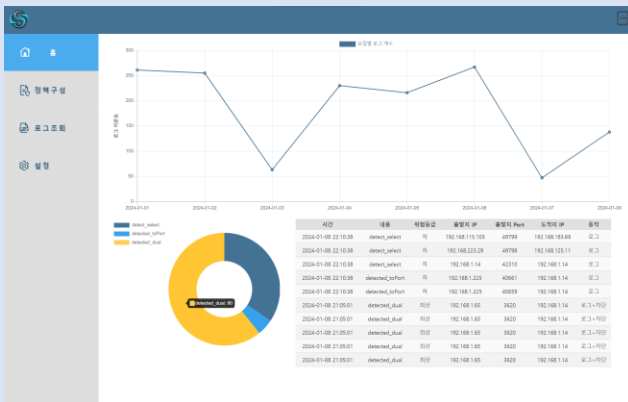 홈
정책구성
로그조회
설정
요일별 로그 개수
로그 카운트
300
250
200
150
100
50
0
2024-01-01 2024-01-02 2024-01-03 2024-01-04 2024-01-05 2024-01-06 2024-01-07 2024-01-08
detect_select
detected_toPort
detected_dual
detected_dual: 90
시간 내용 위험등급 출발지 IP 출발지 Port 도착지 IP 동작
2024-01-08 22:10:38 detect_select 하 192.168.115.103 49799 192.168.183.69 로그
2024-01-08 22:10:38 detect_select 하 192.168.223.29 49798 192.168.125.11 로그
2024-01-08 22:10:38 detect_select 하 192.168.1.14 42310 192.168.1.14 로그
2024-01-08 22:10:38 detected_toPort 하 192.168.1.225 40661 192.168.1.14 로그
2024-01-08 22:10:38 detected_toPort 하 192.168.1.225 40659 192.168.1.14 로그
2024-01-08 21:05:01 detected_dual 최상 192.168.1.65 3620 192.168.1.14 로그+차단
2024-01-08 21:05:01 detected_dual 최상 192.168.1.65 3620 192.168.1.14 로그+차단
2024-01-08 21:05:01 detected_dual 최상 192.168.1.65 3620 192.168.1.14 로그+차단
2024-01-08 21:05:01 detected_dual 최상 192.168.1.65 3620 192.168.1.14 로그+차단
2024-01-08 21:05:01 detected_dual 최상 192.168.1.65 3620 192.168.1.14 로그+차단